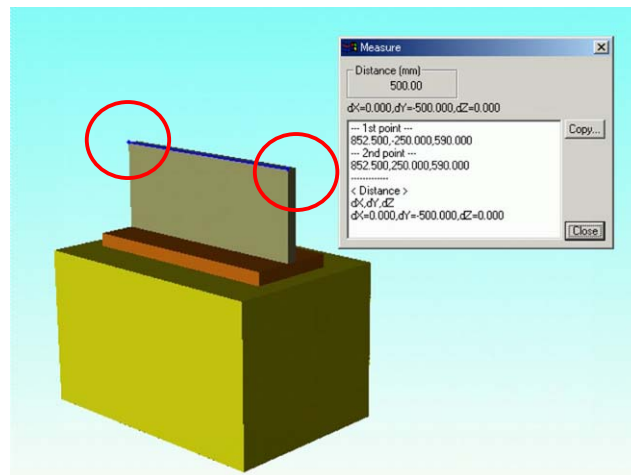 Measure
Distance (mm)
500.00
dX=0.000,dY=-500.000,dZ=0.000
--- 1st point ---
852.500,-250.000,590.000
--- 2nd point ---
852.500,250.000,590.000
-------------
< Distance >
dX,dY,dZ
dX=0.000,dY=-500.000,dZ=0.000
Copy...
Close